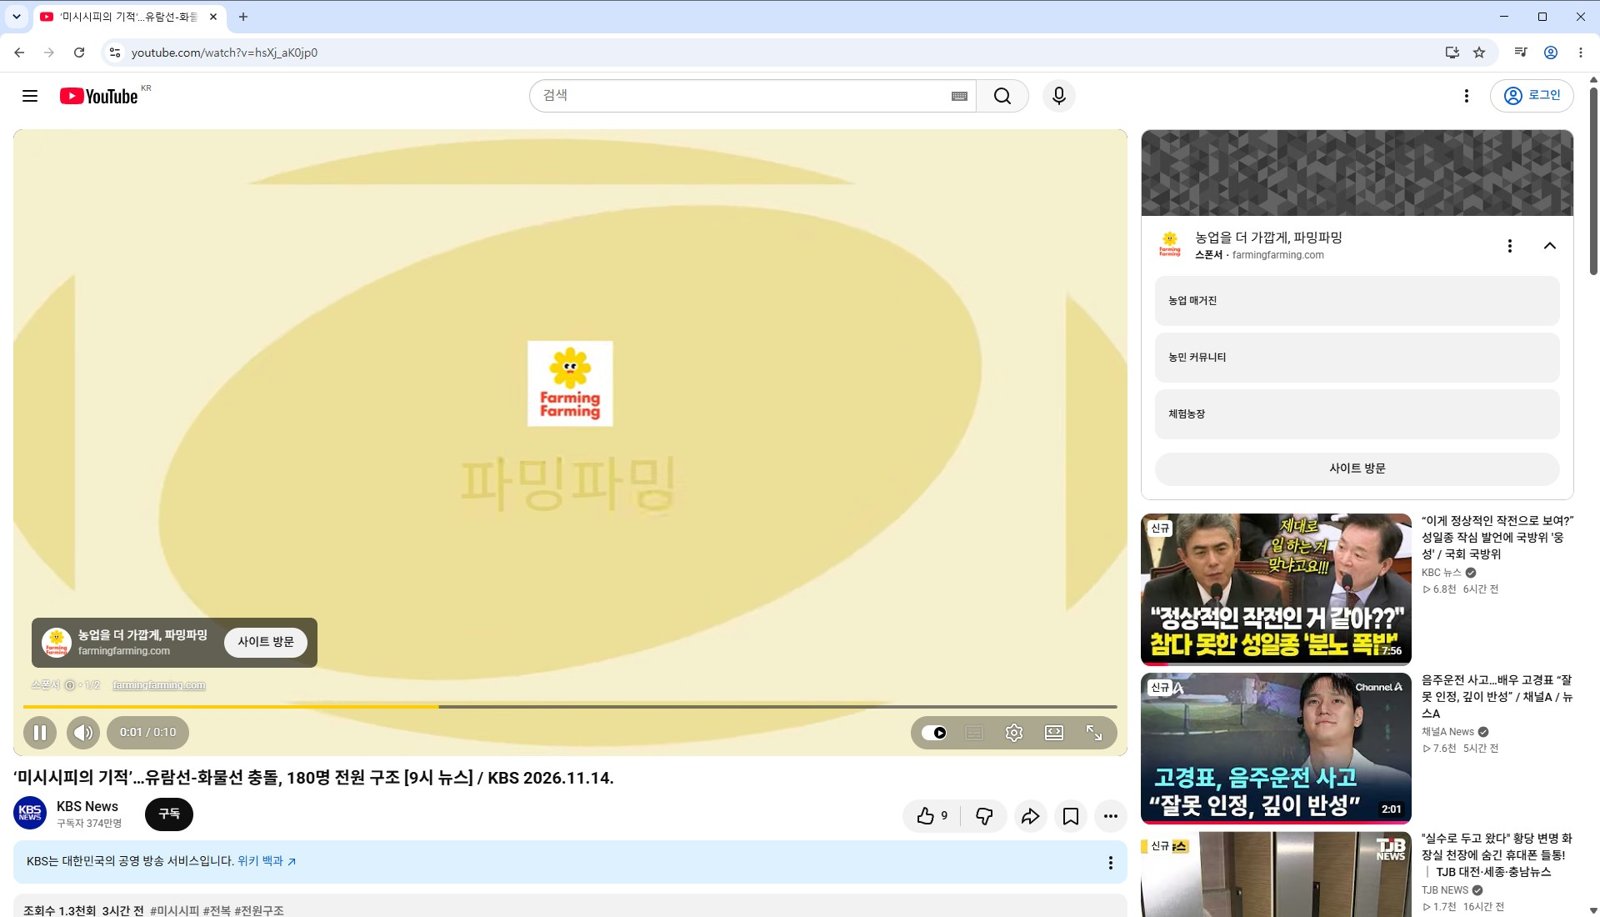 '미시시피의 기적'...유람선-화물
youtube.com/watch?v=hsXj_aK0jp0
YouTube KR
검색
로그인
Farming
Farming
파밍파밍
농업을 더 가깝게, 파밍파밍
farmingfarming.com
사이트 방문
스폰서 · 1/2 farmingfarming.com
0:01 / 0:10
'미시시피의 기적'...유람선-화물선 충돌, 180명 전원 구조 [9시 뉴스] / KBS 2026.11.14.
KBS NEWS
KBS News
구독자 374만명
구독
9
KBS는 대한민국의 공영 방송 서비스입니다. 위키 백과
조회수 1.3천회 3시간 전 #미시시피 #전복 #전원구조
농업을 더 가깝게, 파밍파밍
스폰서 · farmingfarming.com
농업 매거진
농민 커뮤니티
체험농장
사이트 방문
신규
제대로
일 하는 거
맞냐고요!!!
"정상적인 작전인 거 같아??"
참다 못한 성일종 '분노 폭발'
7:56
"이게 정상적인 작전으로 보여?"
성일종 작심 발언에 국방위 '웅
성' / 국회 국방위
KBC 뉴스
6.8천 6시간 전
신규
Channel A
고경표, 음주운전 사고
"잘못 인정, 깊이 반성"
2:01
음주운전 사고...배우 고경표 "잘
못 인정, 깊이 반성" / 채널A / 뉴
스A
채널A News
7.6천 5시간 전
신규
TJB
NEWS
"실수로 두고 왔다" 황당 변명 화
장실 천장에 숨긴 휴대폰 들통!
| TJB 대전·세종·충남뉴스
TJB NEWS
1.7천 16시간 전